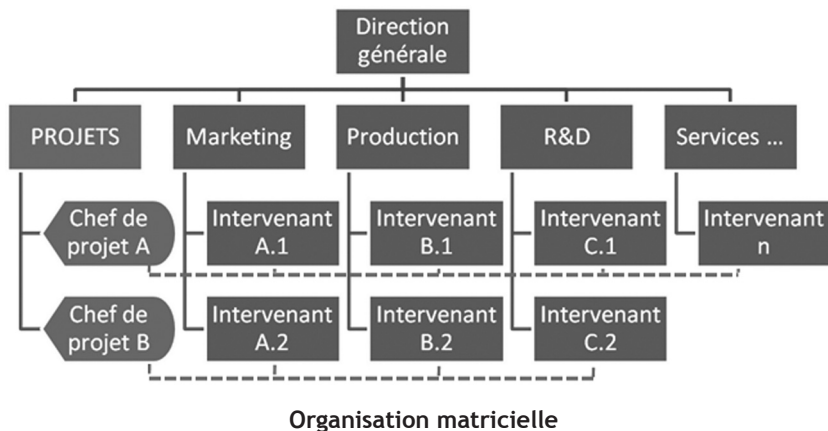 Direction
générale
PROJETS
Marketing
Production
R&D
Services ...
Chef de
projet A
Intervenant
A.1
Intervenant
B.1
Intervenant
C.1
Intervenant
n
Chef de
projet B
Intervenant
A.2
Intervenant
B.2
Intervenant
C.2
Organisation matricielle